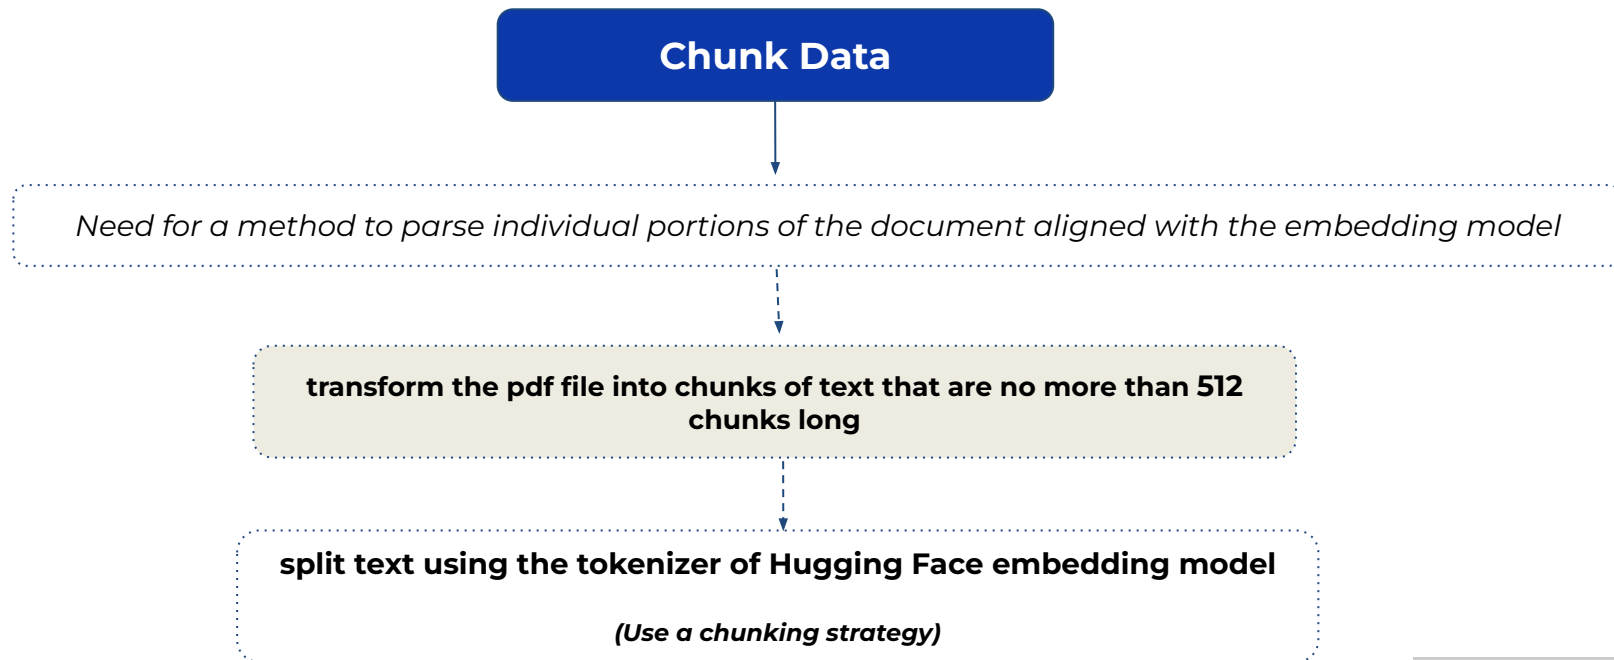 Chunk Data
Need for a method to parse individual portions of the document aligned with the embedding model
transform the pdf file into chunks of text that are no more than 512
chunks long
split text using the tokenizer of Hugging Face embedding model
(Use a chunking strategy)